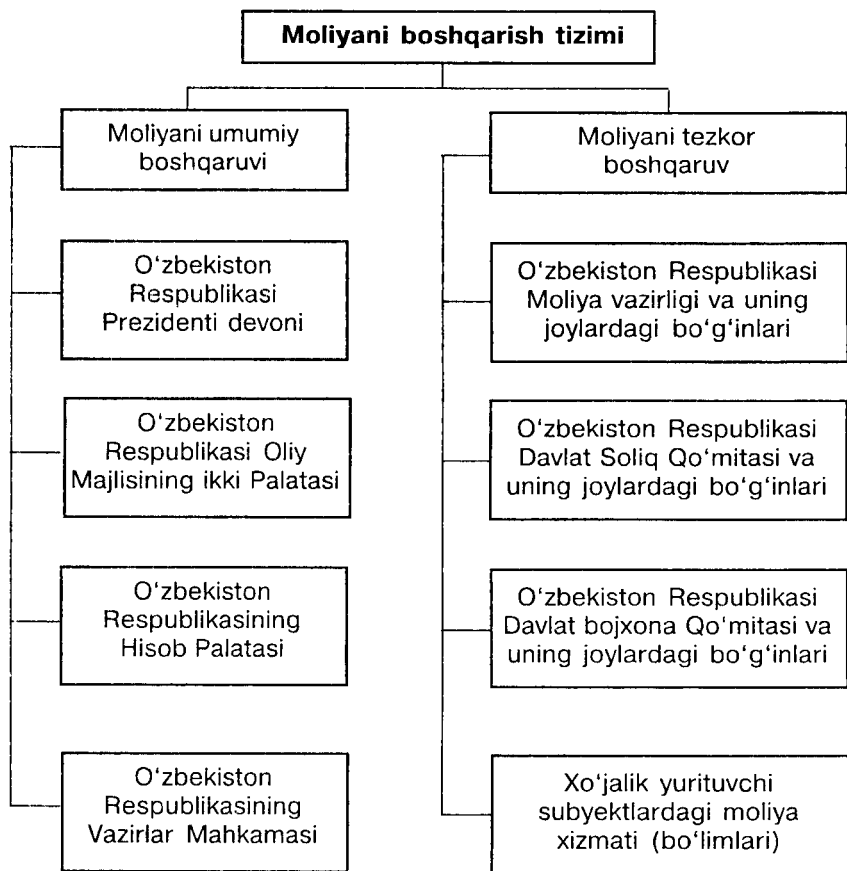 Moliyani boshqarish tizimi
Moliyani umumiy
boshqaruvi
O‘zbekiston
Respublikasi
Prezidenti devoni
O‘zbekiston
Respublikasi Oliy
Majlisining ikki Palatasi
O‘zbekiston
Respublikasining
Hisob Palatasi
O‘zbekiston
Respublikasining
Vazirlar Mahkamasi
Moliyani tezkor
boshqaruv
O‘zbekiston Respublikasi
Moliya vazirligi va uning
joylardagi bo‘g‘inlari
O‘zbekiston Respublikasi
Davlat Soliq Qo‘mitasi va
uning joylardagi bo‘g‘inlari
O‘zbekiston Respublikasi
Davlat bojxona Qo‘mitasi va
uning joylardagi bo‘g‘inlari
Xo‘jalik yurituvchi
subyektlardagi moliya
xizmati (bo‘limlari)